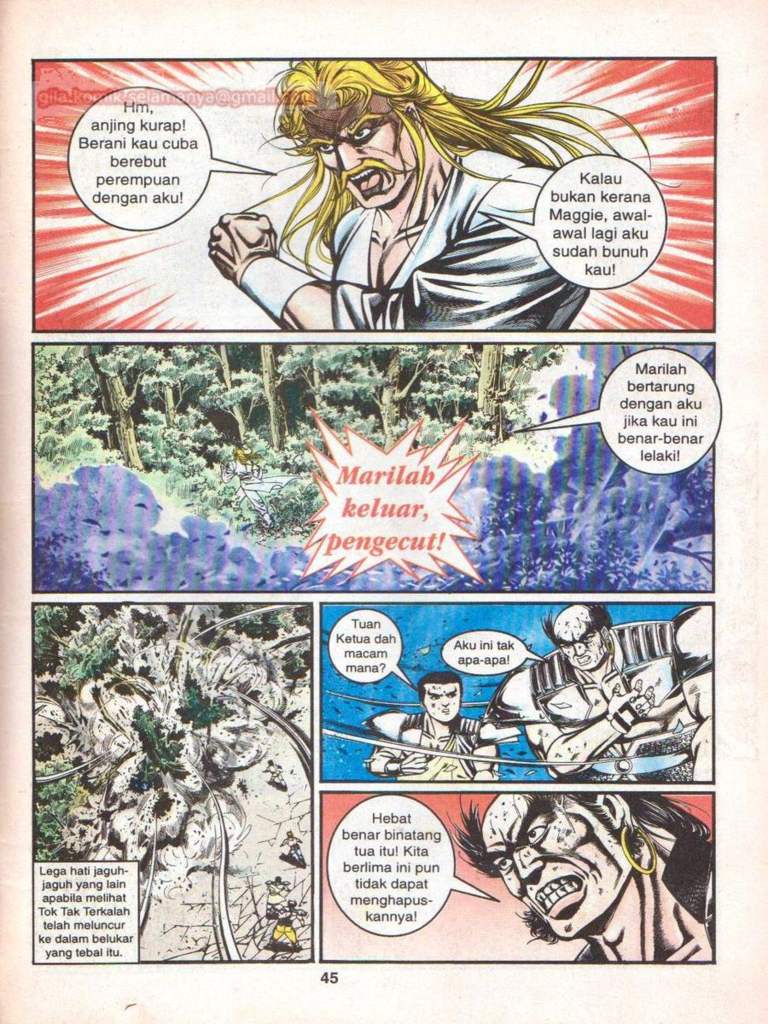 gila.komik.selamanya@gmail.com
Hm,
anjing kurap!
Berani kau cuba
berebut
perempuan
dengan aku!
Kalau
bukan kerana
Maggie, awal-
awal lagi aku
sudah bunuh
kau!
Marilah
bertarung
dengan aku
jika kau ini
benar-benar
lelaki!
Marilah
keluar,
pengecut!
Lega hati jaguh-
jaguh yang lain
apabila melihat
Tok Tak Terkalah
telah meluncur
ke dalam belukar
yang tebal itu.
Tuan
Ketua dah
macam
mana?
Aku ini tak
apa-apa!
Hebat
benar binatang
tua itu! Kita
berlima ini pun
tidak dapat
menghapus-
kannya!
45